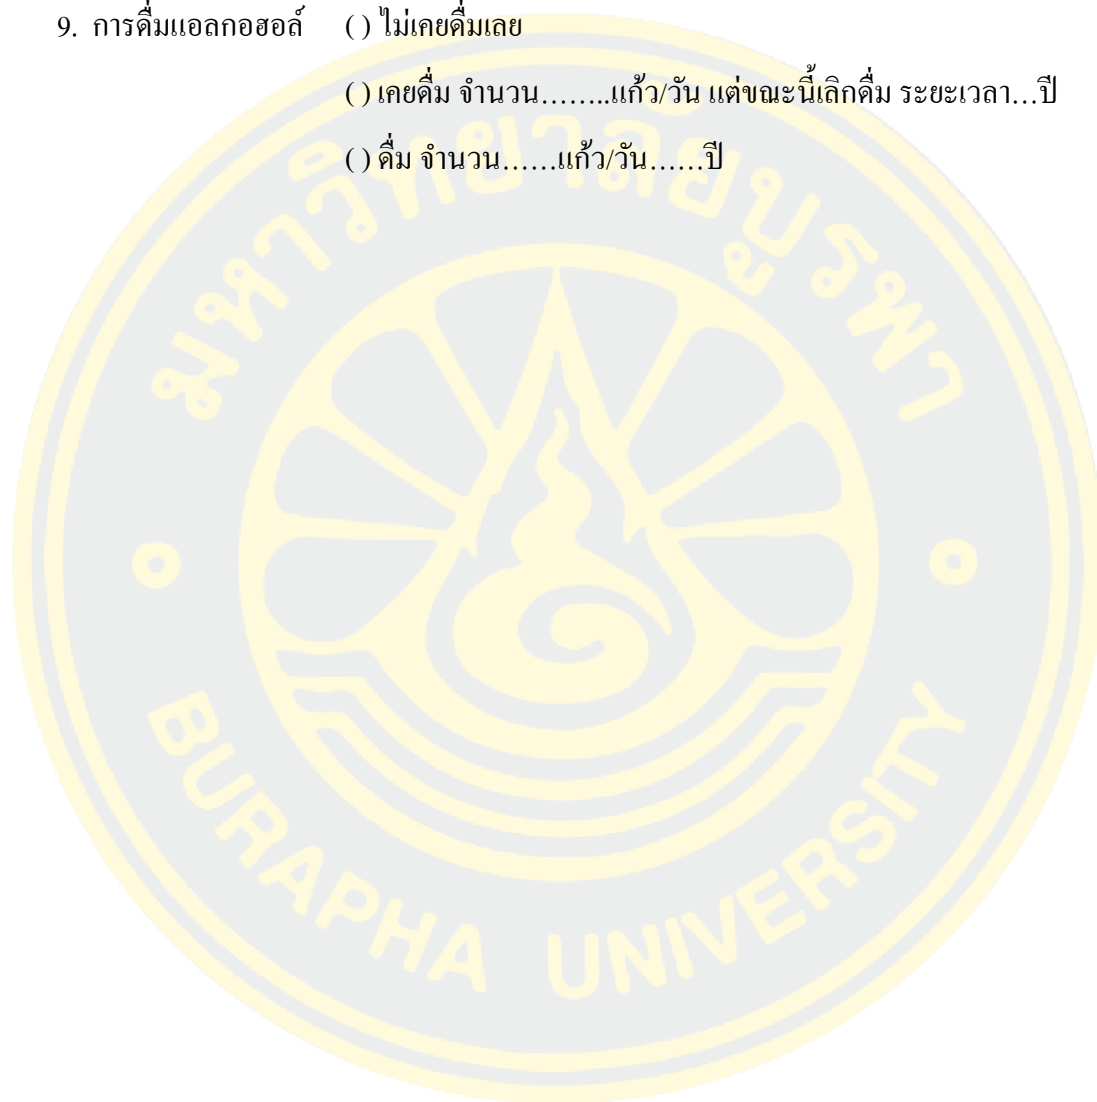 9. การดื่มแอลกอฮอล์ ( ) ไม่เคยดื่มเลย
( ) เคยดื่ม จำนวน……..แก้ว/วัน แต่ขณะนี้เลิกดื่ม ระยะเวลา…ปี
( ) ดื่ม จำนวน……แก้ว/วัน……ปี
มหาวิทยาลัยบูรพา
BURAPHA UNIVERSITY